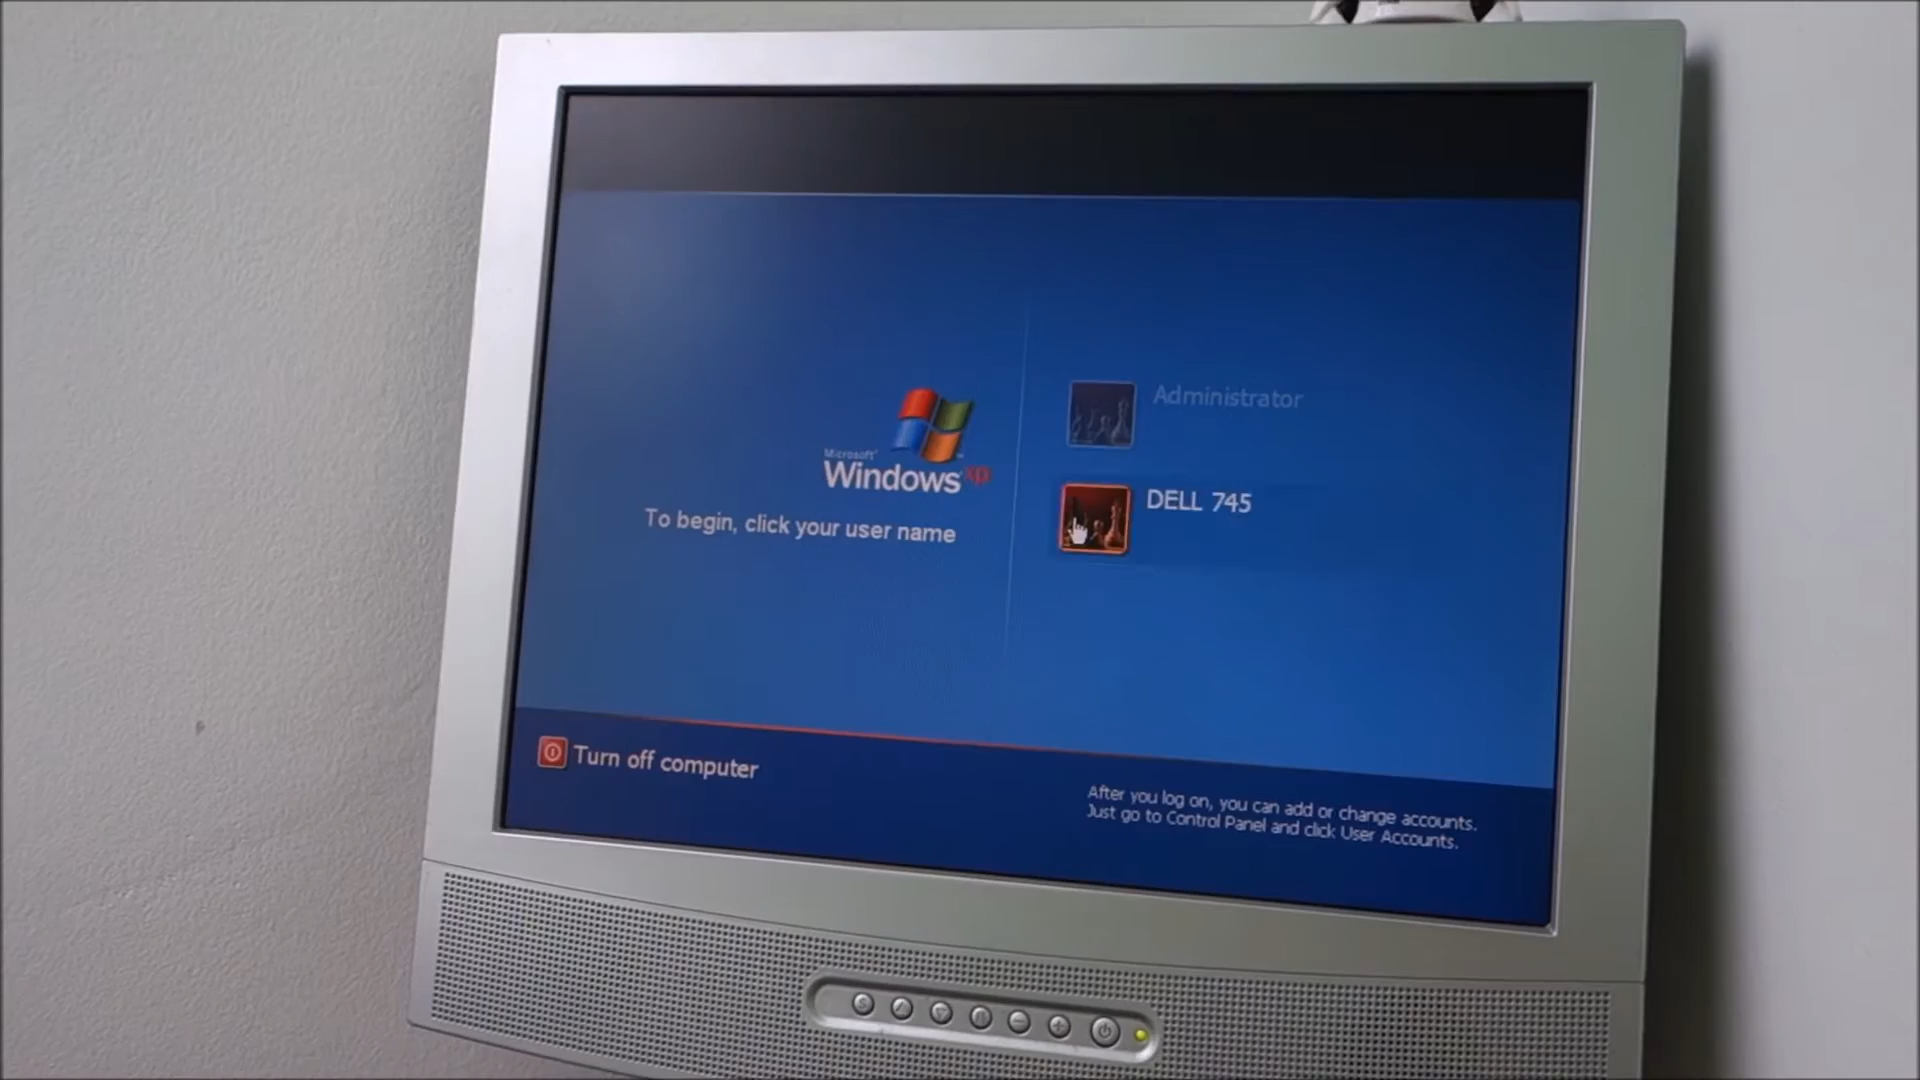 Microsoft®
Windows xp
To begin, click your user name
Administrator
DELL 745
Turn off computer
After you log on, you can add or change accounts.
Just go to Control Panel and click User Accounts.